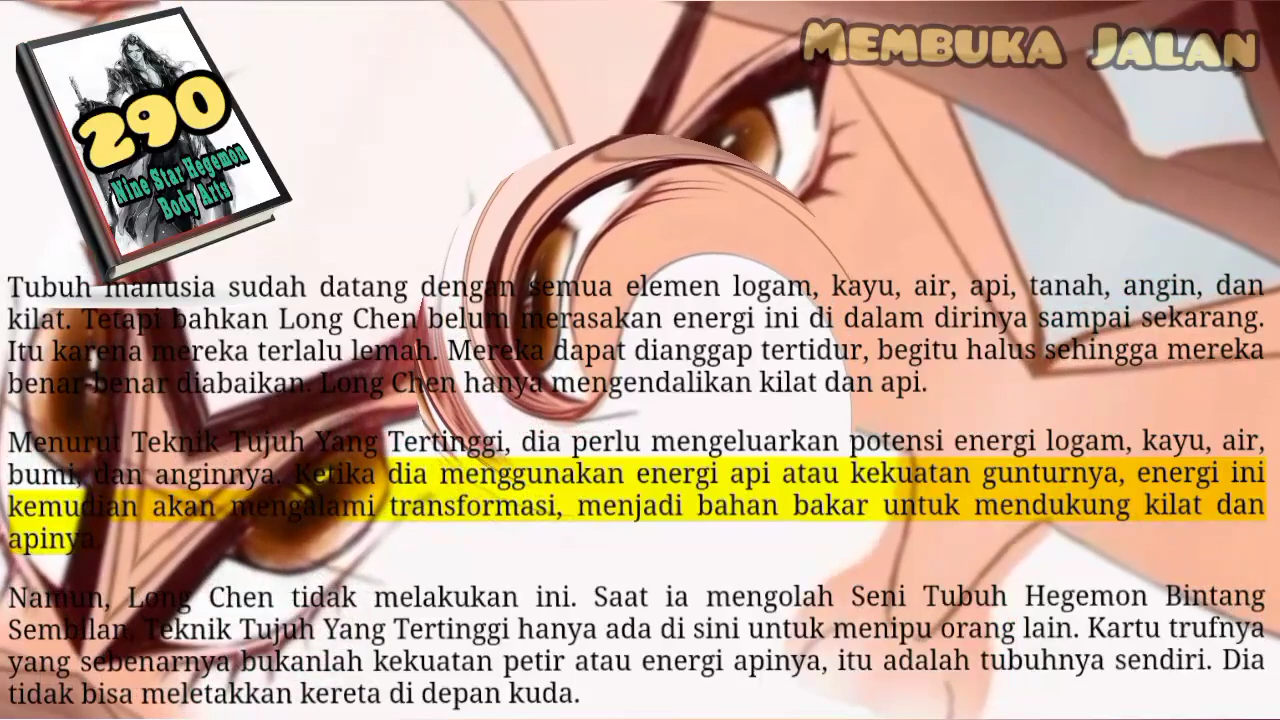 Membuka Jalan
290
Nine Star Hegemon
Body Arts
Tubuh manusia sudah datang dengan semua elemen logam, kayu, air, api, tanah, angin, dan
kilat. Tetapi bahkan Long Chen belum merasakan energi ini di dalam dirinya sampai sekarang.
Itu karena mereka terlalu lemah. Mereka dapat dianggap tertidur, begitu halus sehingga mereka
benar-benar diabaikan. Long Chen hanya mengendalikan kilat dan api.
Menurut Teknik Tujuh Yang Tertinggi, dia perlu mengeluarkan potensi energi logam, kayu, air,
bumi, dan anginnya. Ketika dia menggunakan energi api atau kekuatan gunturnya, energi ini
kemudian akan mengalami transformasi, menjadi bahan bakar untuk mendukung kilat dan
apinya.
Namun, Long Chen tidak melakukan ini. Saat ia mengolah Seni Tubuh Hegemon Bintang
Sembilan, Teknik Tujuh Yang Tertinggi hanya ada di sini untuk menipu orang lain. Kartu trufnya
yang sebenarnya bukanlah kekuatan petir atau energi apinya, itu adalah tubuhnya sendiri. Dia
tidak bisa meletakkan kereta di depan kuda.